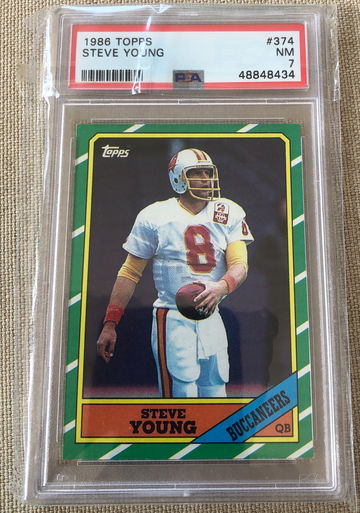 1986 TOPPS #374
STEVE YOUNG NM
7
PSA 48848434
topps
8
STEVE
YOUNG
BUCCANEERS
QB